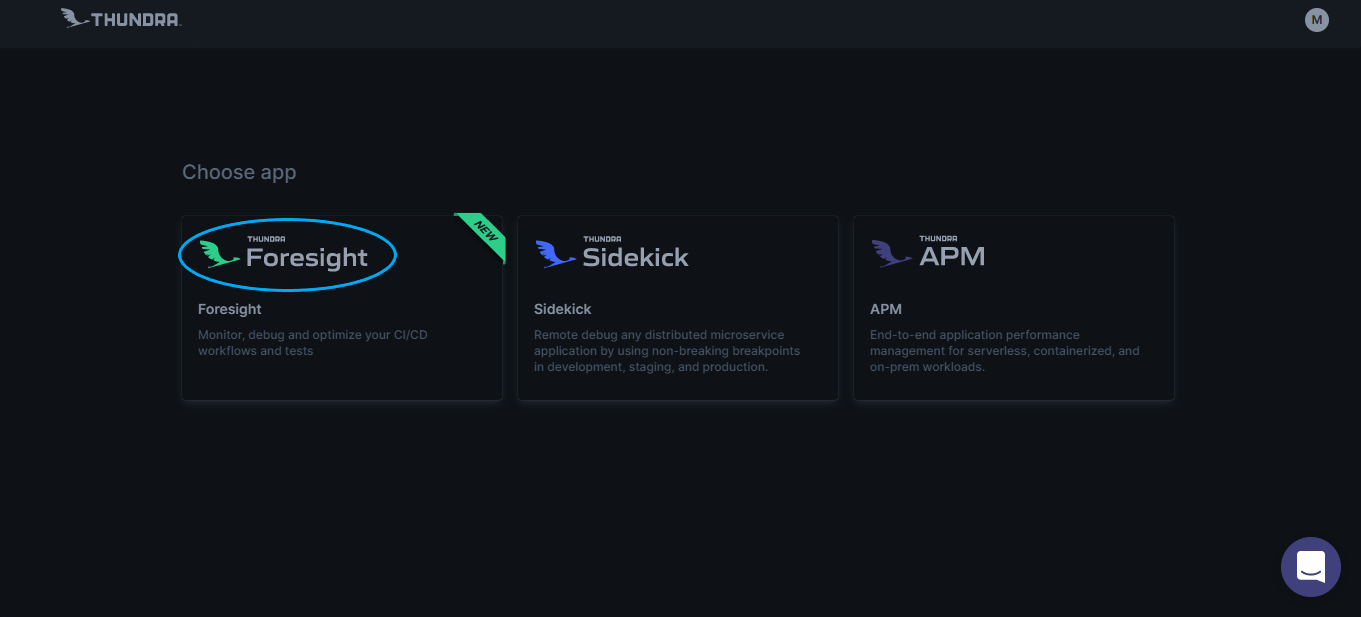 THUNDRA
M
Choose app
NEW
THUNDRA
Foresight
THUNDRA
Sidekick
THUNDRA
APM
Foresight
Monitor, debug and optimize your CI/CD
workflows and tests
Sidekick
Remote debug any distributed microservice
application by using non-breaking breakpoints
in development, staging, and production.
APM
End-to-end application performance
management for serverless, containerized, and
on-prem workloads.